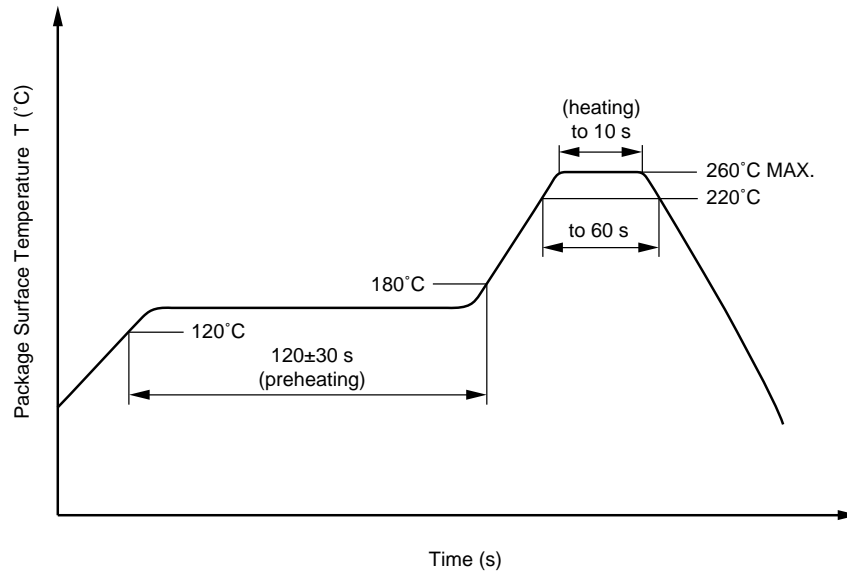 Package Surface Temperature T (˚C)
(heating)
to 10 s
260˚C MAX.
220˚C
to 60 s
180˚C
120˚C
120±30 s
(preheating)
Time (s)